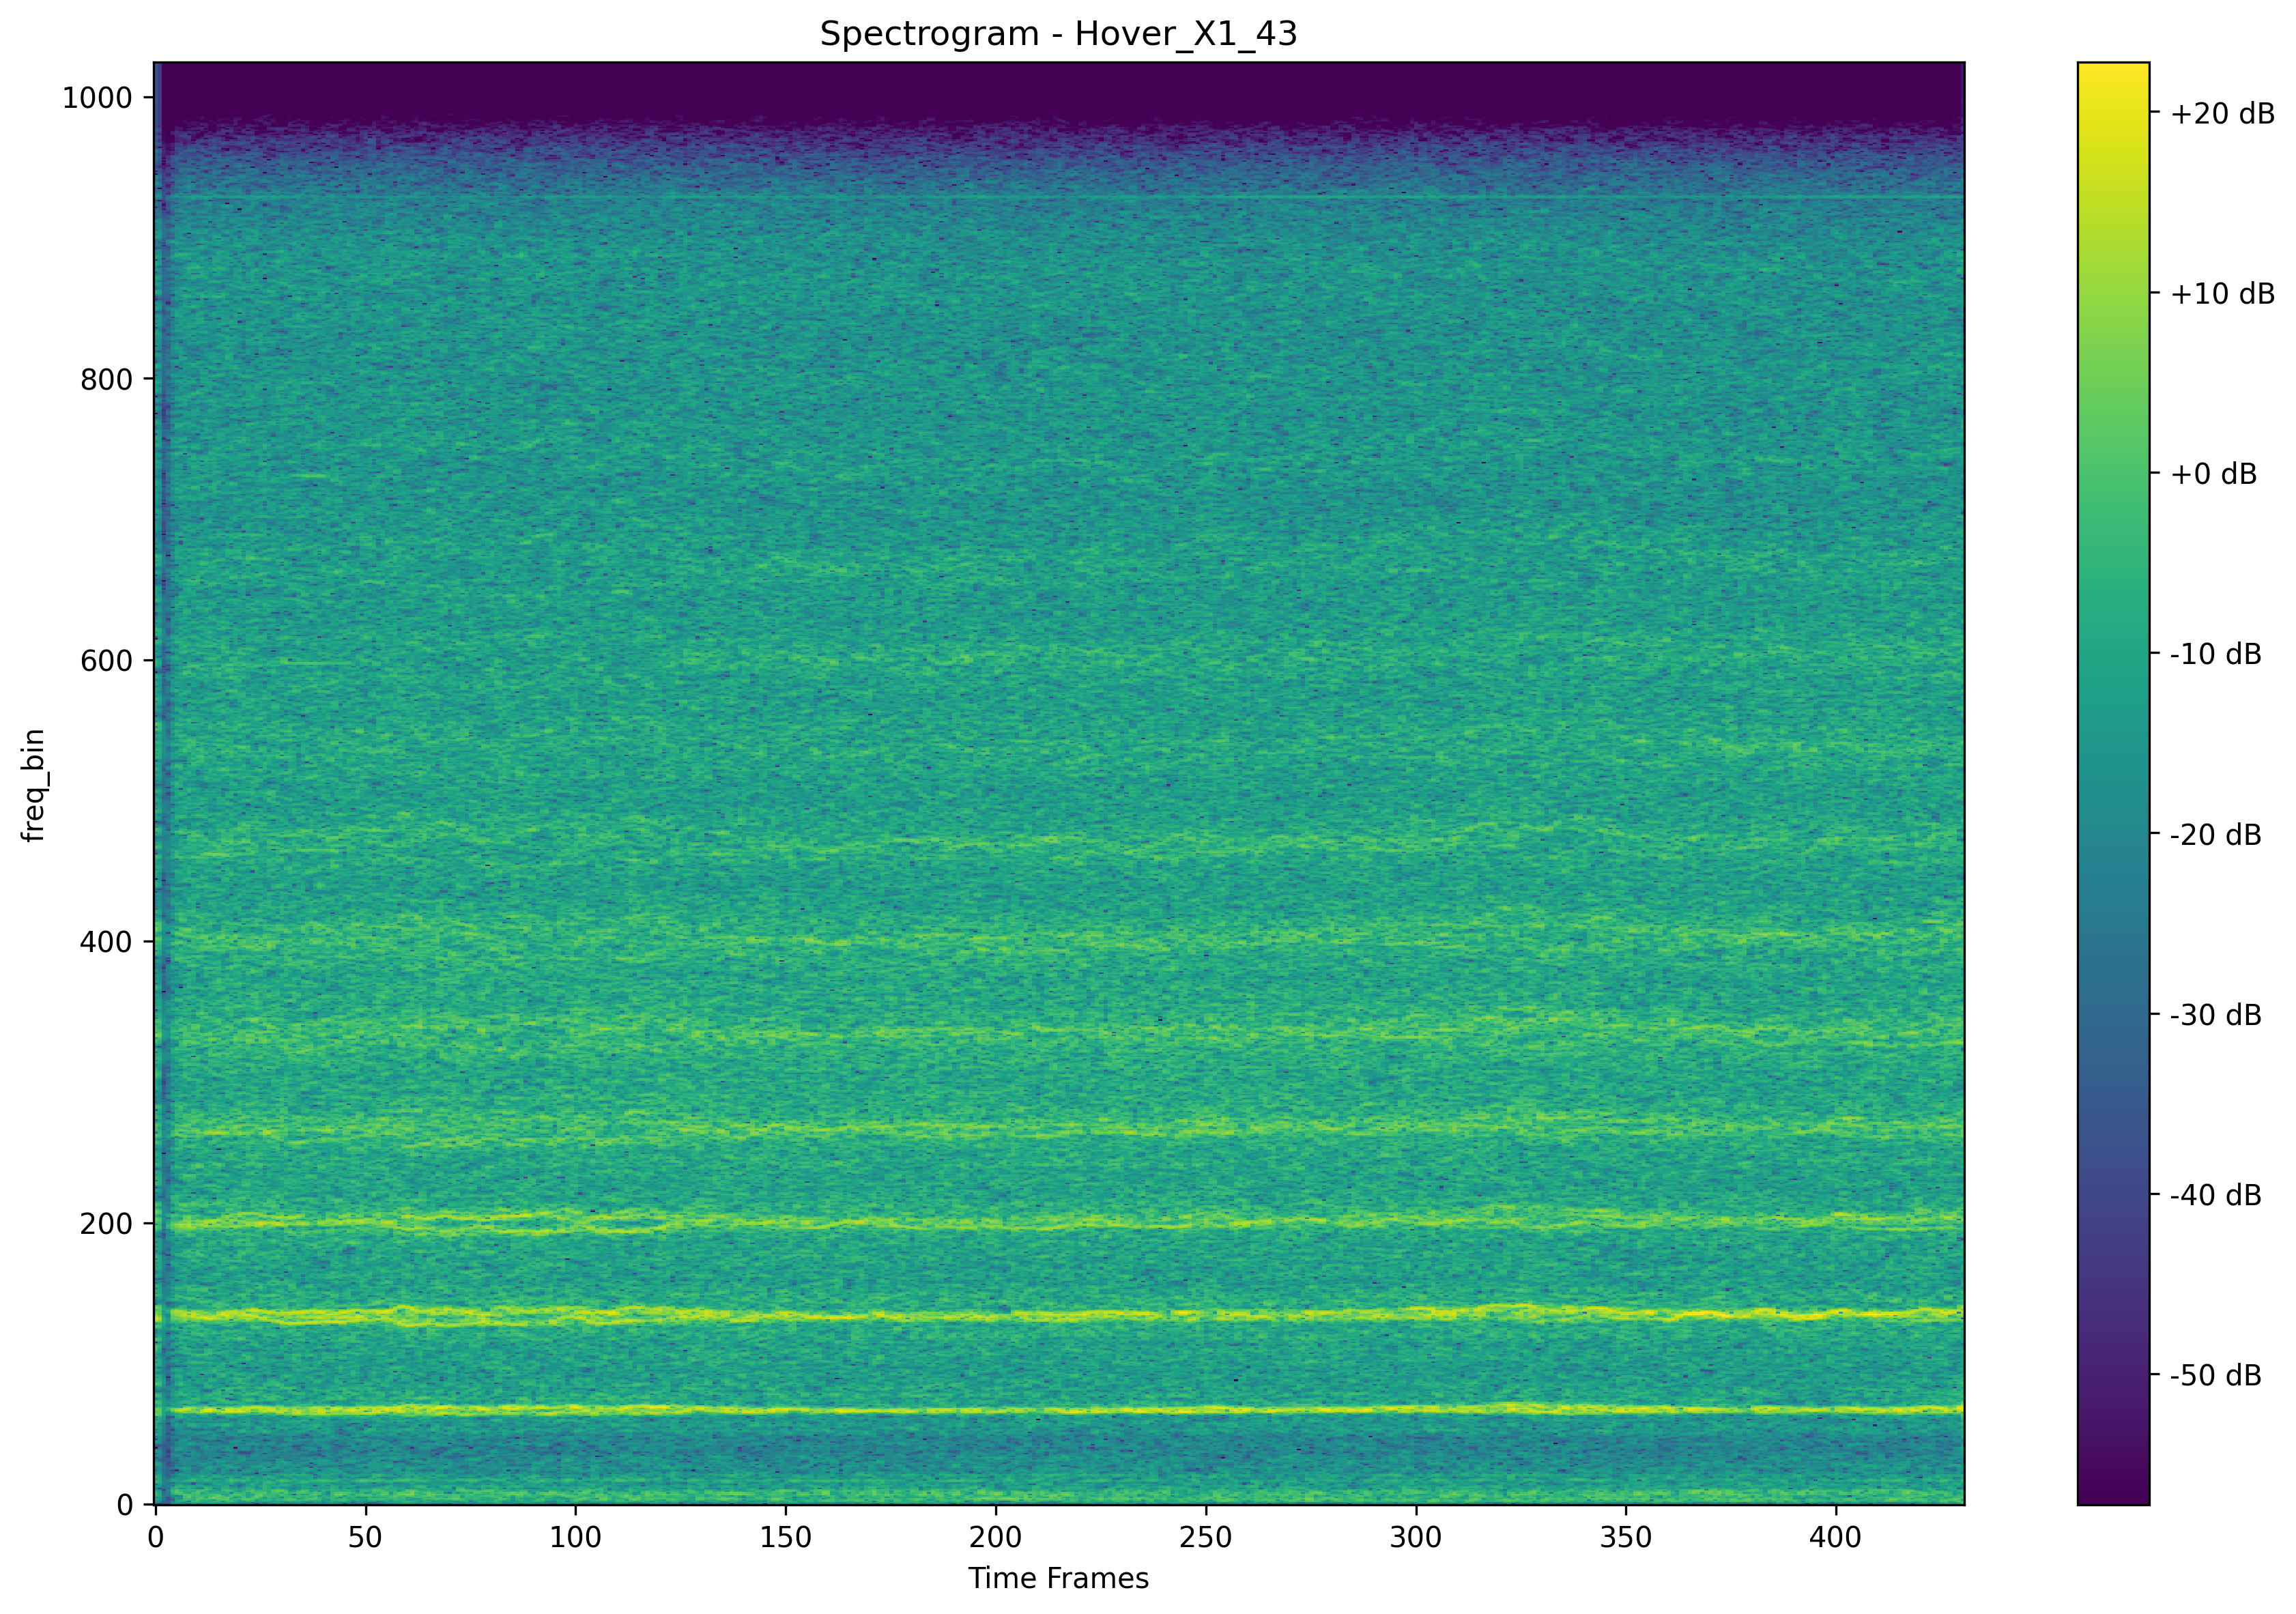 Spectrogram - Hover_X1_43
1000
800
600
400
200
0
freq_bin
0 50 100 150 200 250 300 350 400
Time Frames
+20 dB
+10 dB
+0 dB
-10 dB
-20 dB
-30 dB
-40 dB
-50 dB